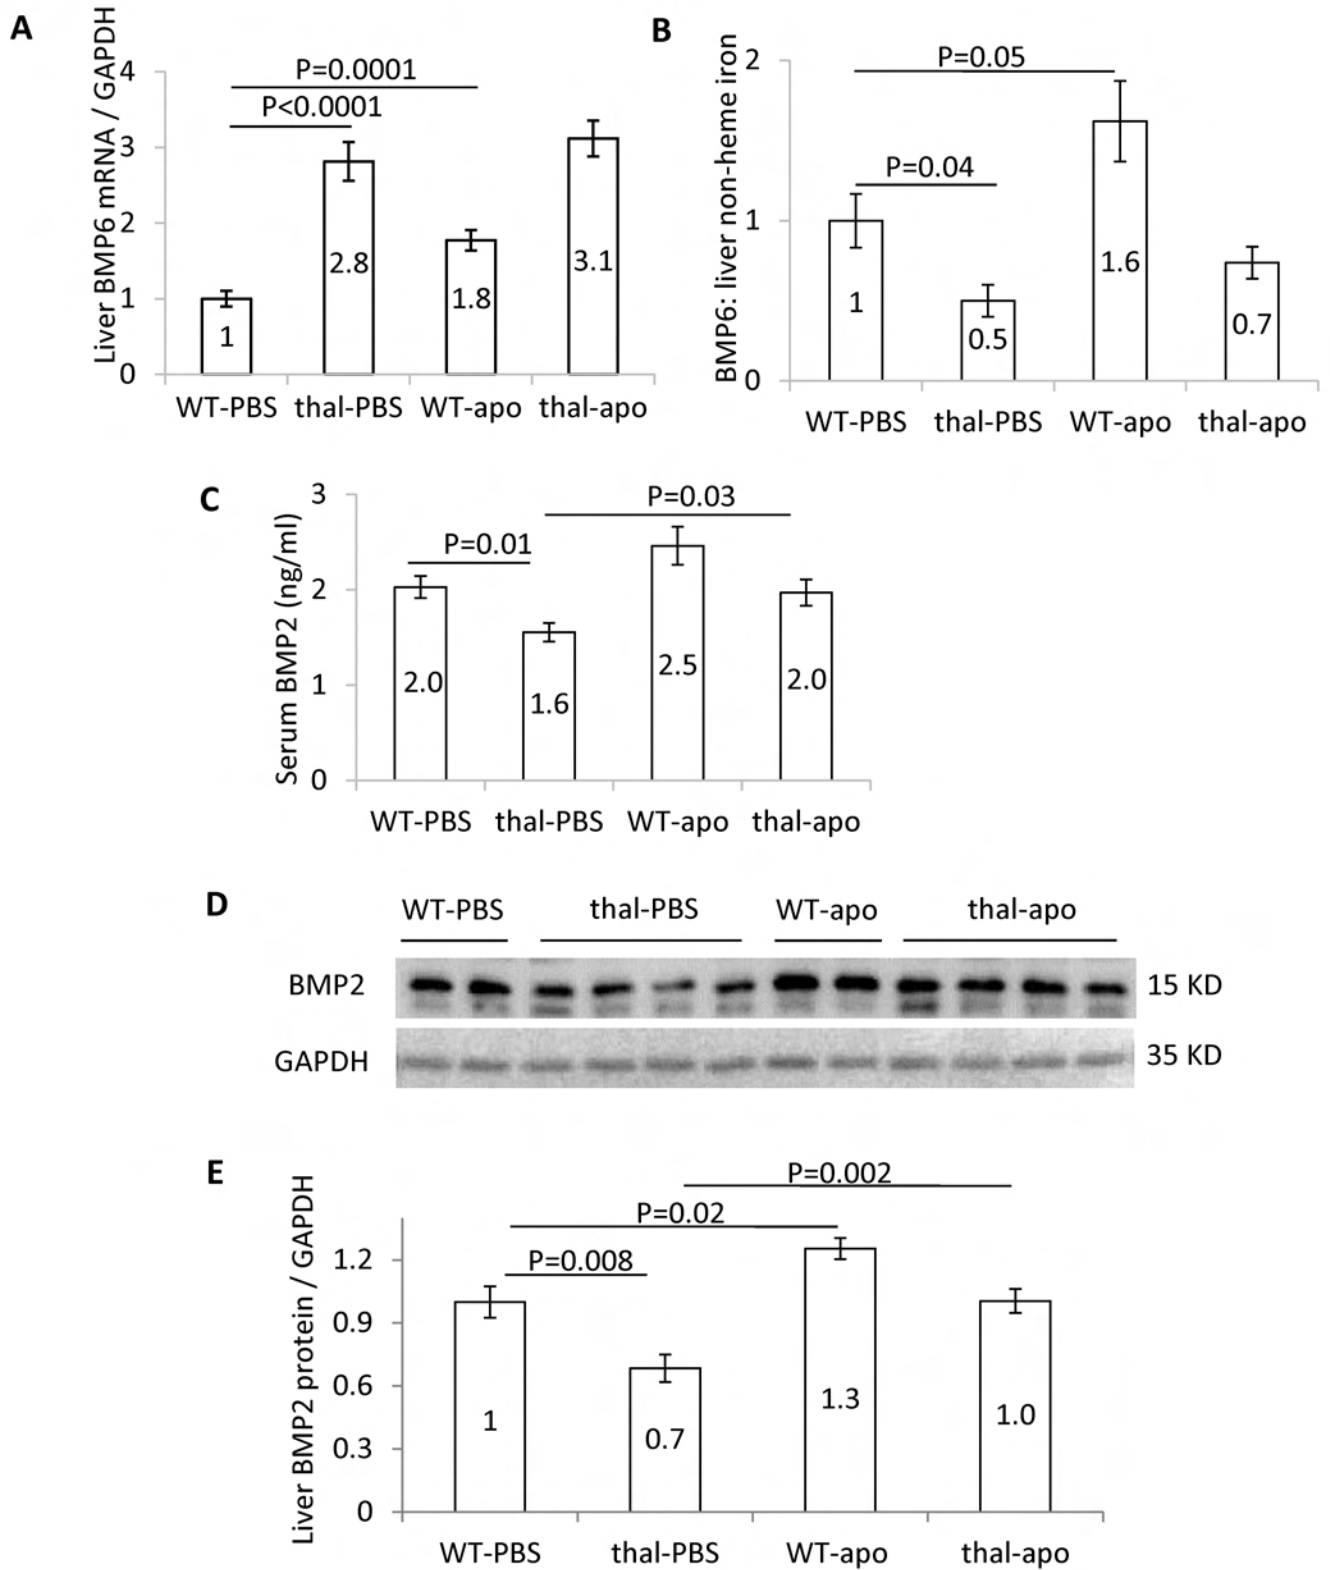 A
Liver BMP6 mRNA / GAPDH
4
3
2
1
0
P=0.0001
P<0.0001
1
2.8
1.8
3.1
WT-PBS thal-PBS WT-apo thal-apo
B
BMP6: liver non-heme iron
2
1
0
P=0.05
P=0.04
1
0.5
1.6
0.7
WT-PBS thal-PBS WT-apo thal-apo
C
Serum BMP2 (ng/ml)
3
2
1
0
P=0.03
P=0.01
2.0
1.6
2.5
2.0
WT-PBS thal-PBS WT-apo thal-apo
D
WT-PBS thal-PBS WT-apo thal-apo
BMP2 15 KD
GAPDH 35 KD
E
Liver BMP2 protein / GAPDH
1.2
0.9
0.6
0.3
0
P=0.002
P=0.02
P=0.008
1
0.7
1.3
1.0
WT-PBS thal-PBS WT-apo thal-apo